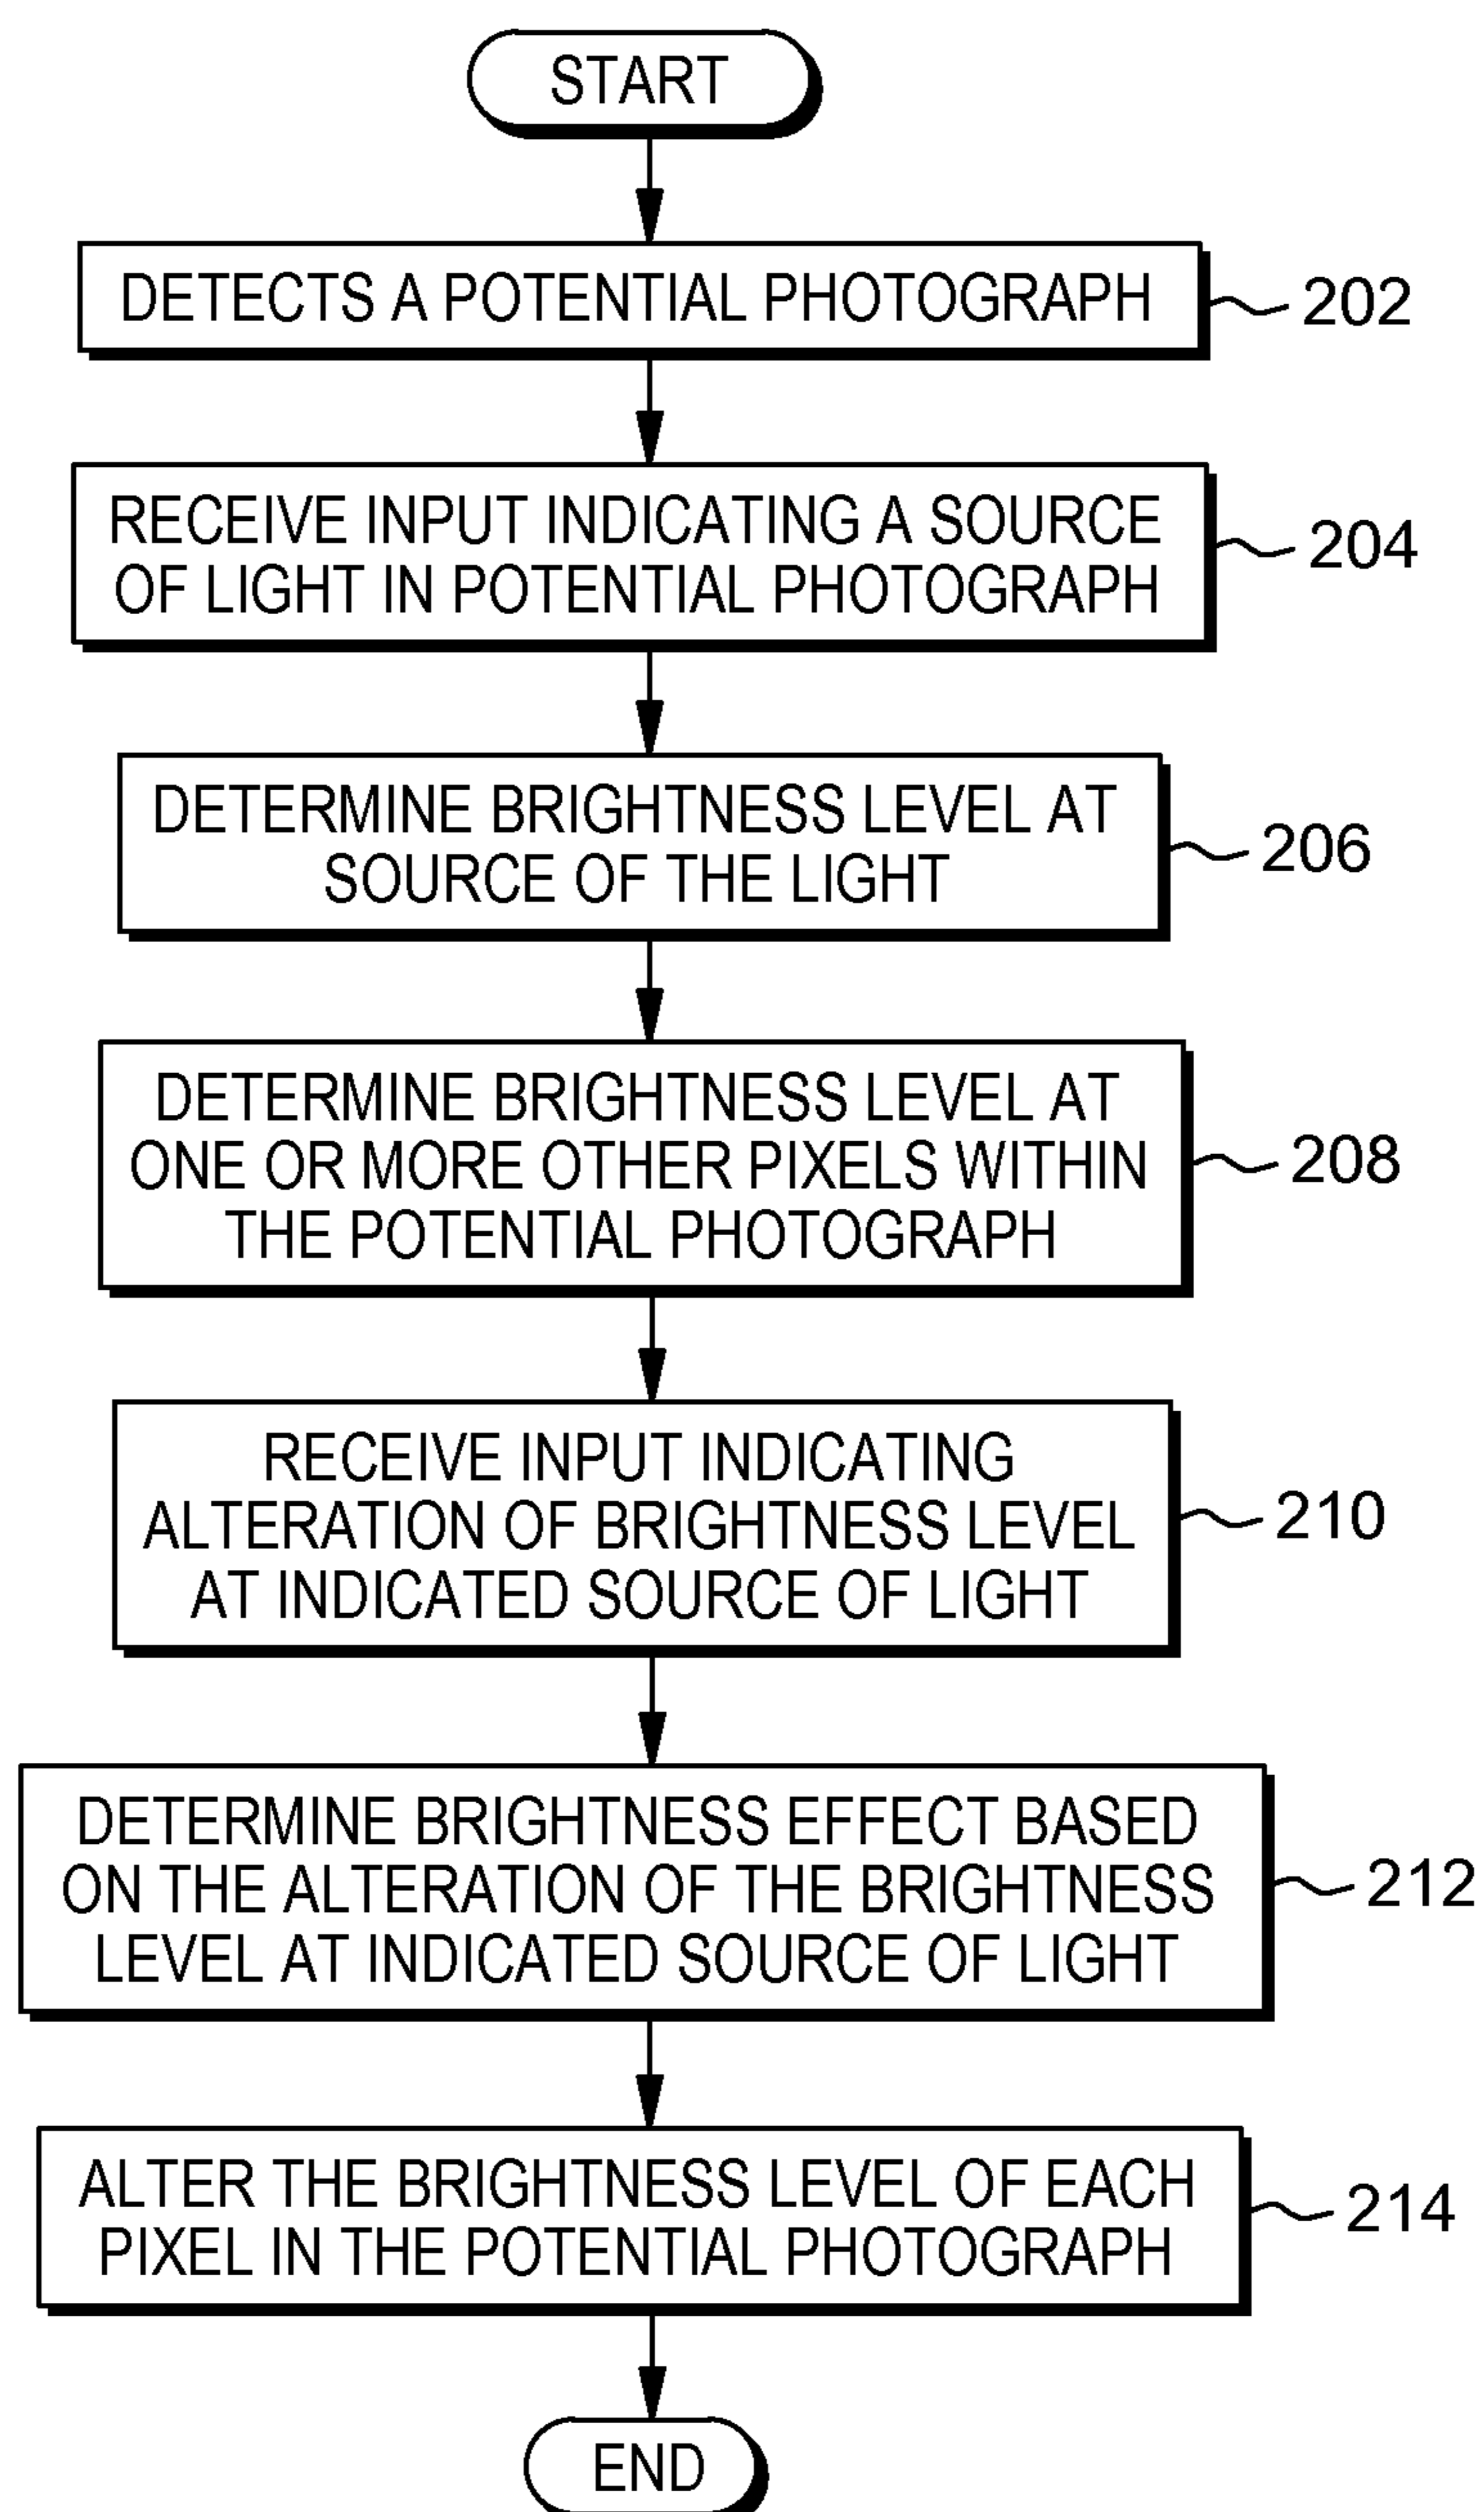 START
DETECTS A POTENTIAL PHOTOGRAPH
202
RECEIVE INPUT INDICATING A SOURCE
OF LIGHT IN POTENTIAL PHOTOGRAPH
204
DETERMINE BRIGHTNESS LEVEL AT
SOURCE OF THE LIGHT
206
DETERMINE BRIGHTNESS LEVEL AT
ONE OR MORE OTHER PIXELS WITHIN
THE POTENTIAL PHOTOGRAPH
208
RECEIVE INPUT INDICATING
ALTERATION OF BRIGHTNESS LEVEL
AT INDICATED SOURCE OF LIGHT
210
DETERMINE BRIGHTNESS EFFECT BASED
ON THE ALTERATION OF THE BRIGHTNESS
LEVEL AT INDICATED SOURCE OF LIGHT
212
ALTER THE BRIGHTNESS LEVEL OF EACH
PIXEL IN THE POTENTIAL PHOTOGRAPH
214
END